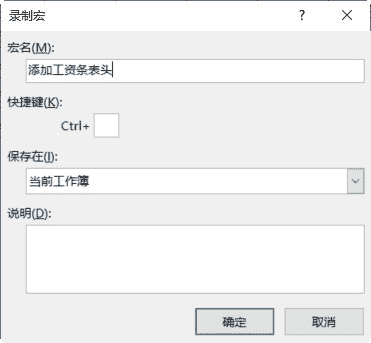 录制宏 ? ×
宏名(M):
添加工资条表头
快捷键(K):
Ctrl+
保存在(I):
当前工作簿
说明(D):
确定 取消